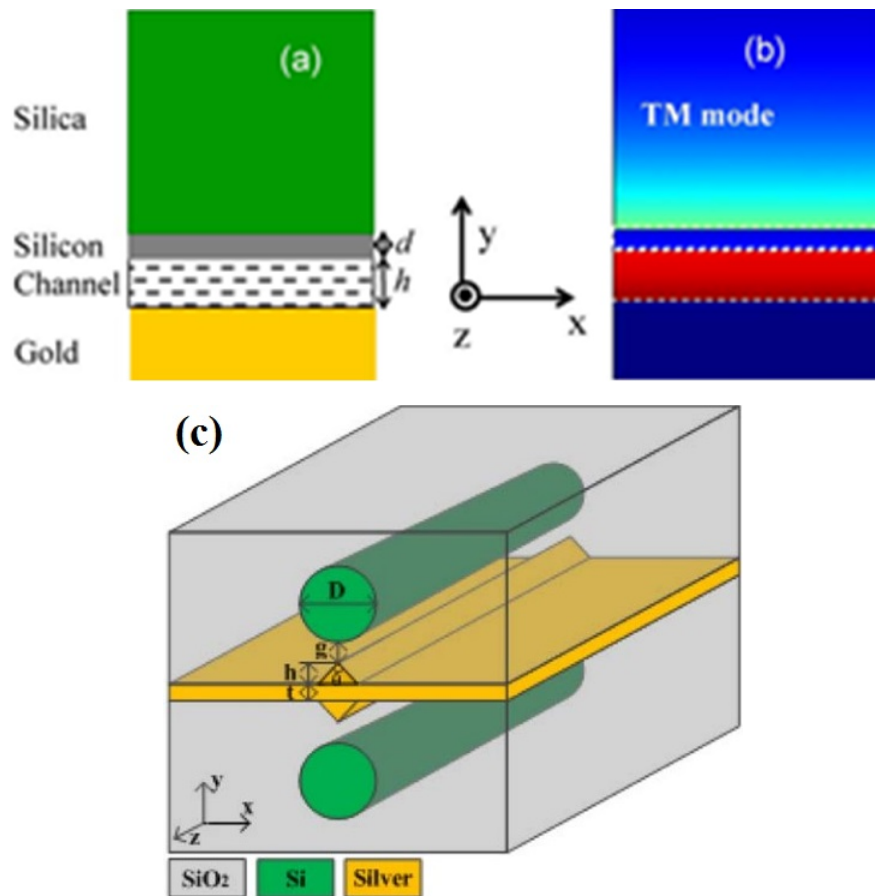 (a)
Silica
Silicon
d
Channel
h
Gold
y
z
x
(b)
TM mode
(c)
D
g
h
t
θ
y
x
z
SiO2
Si
Silver